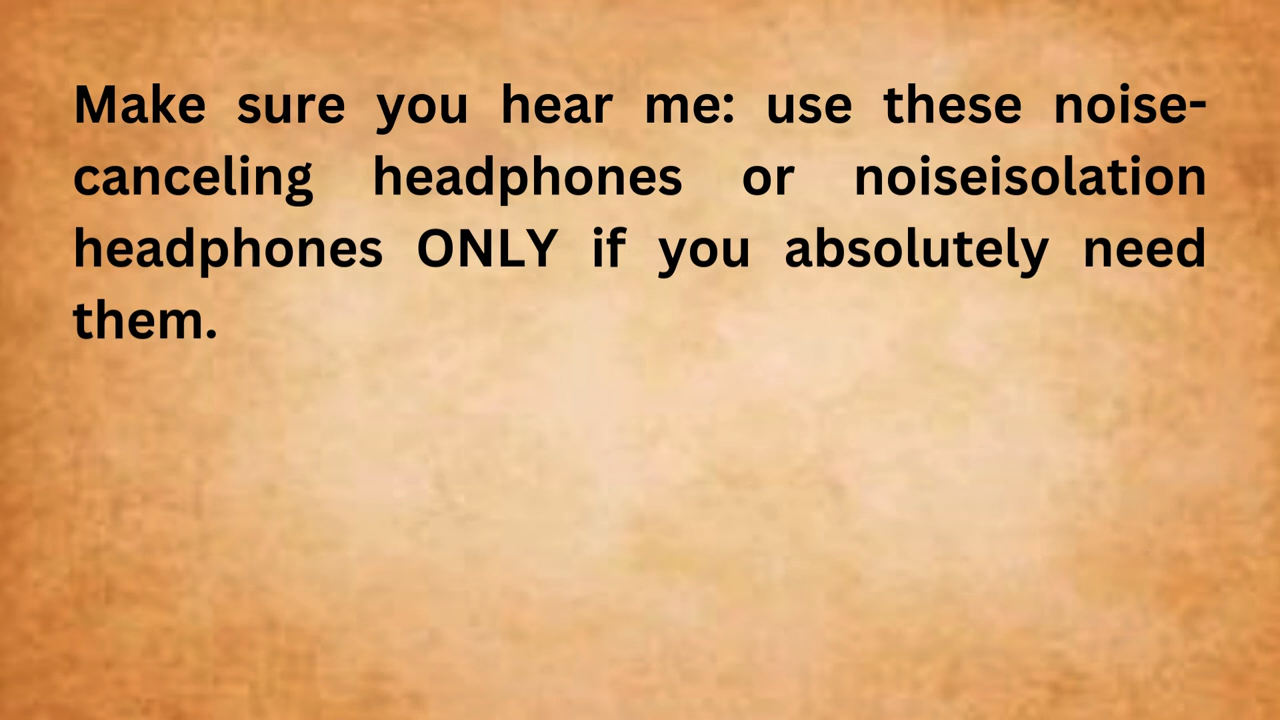 Make sure you hear me: use these noise-
canceling headphones or noiseisolation
headphones ONLY if you absolutely need
them.